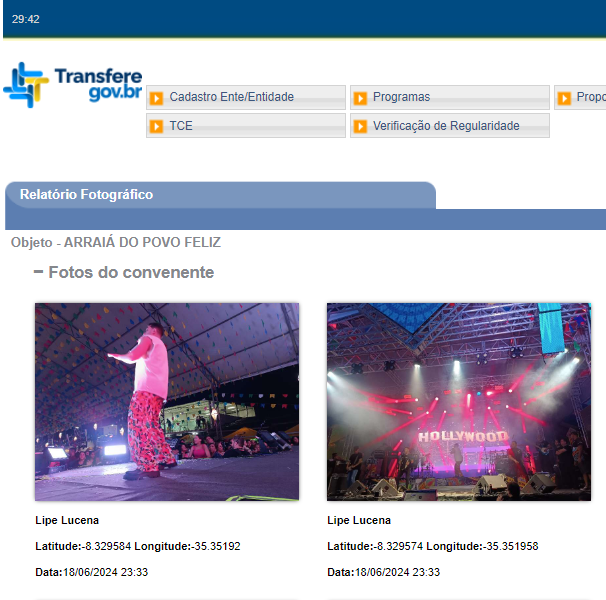 29:42
Transfere
gov.br
Cadastro Ente/Entidade
Programas
Propo
TCE
Verificação de Regularidade
Relatório Fotográfico
Objeto - ARRAIÁ DO POVO FELIZ
Fotos do convenente
HOLLYWOOD
Lipe Lucena
Lipe Lucena
Latitude:-8.329584 Longitude:-35.35192
Latitude:-8.329574 Longitude:-35.351958
Data:18/06/2024 23:33
Data:18/06/2024 23:33